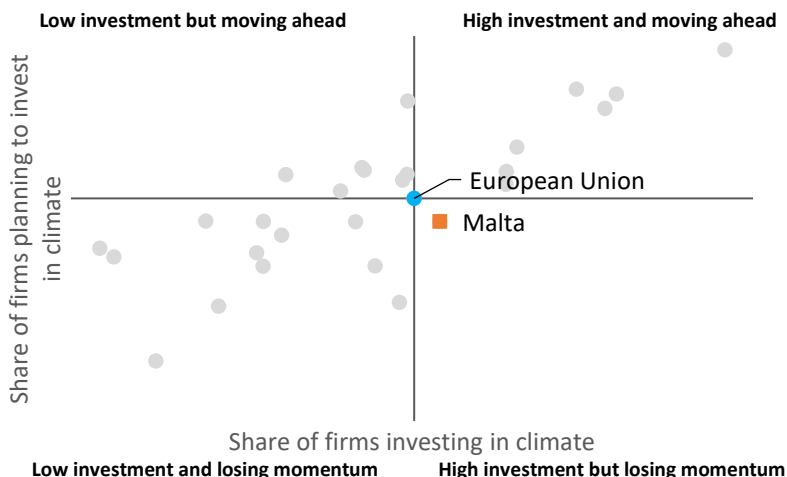 Low investment but moving ahead
High investment and moving ahead
Share of firms planning to invest
in climate
European Union
Malta
Share of firms investing in climate
Low investment and losing momentum
High investment but losing momentum